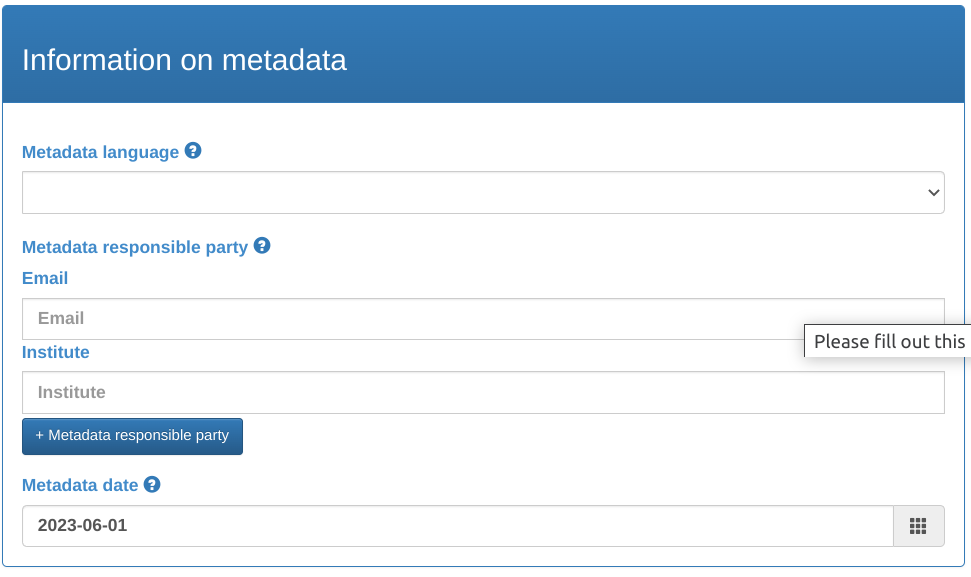 Information on metadata
Metadata language ?
Metadata responsible party ?
Email
Email
Please fill out this
Institute
Institute
+ Metadata responsible party
Metadata date ?
2023-06-01